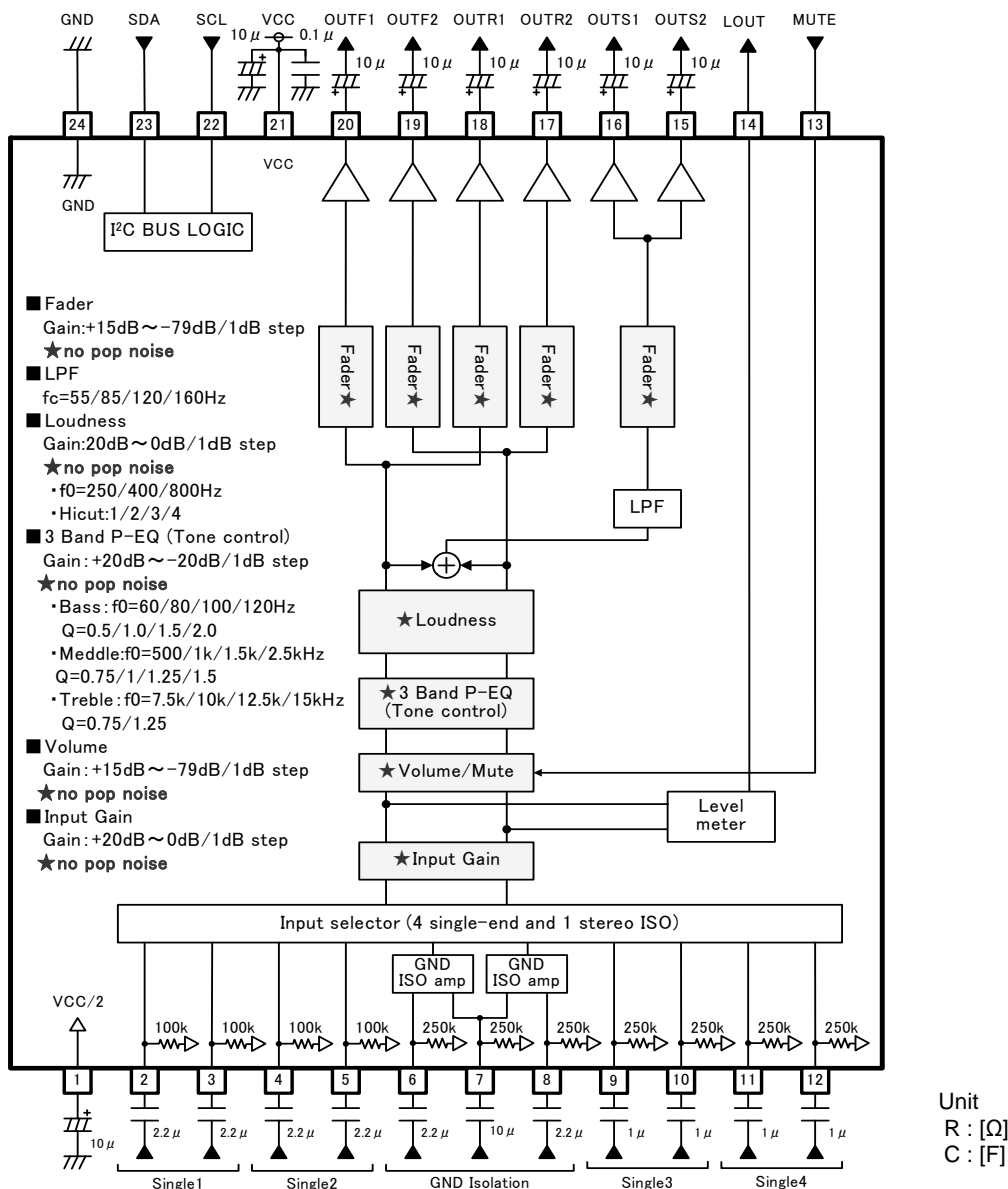 GND SDA SCL VCC OUTF1 OUTF2 OUTR1 OUTR2 OUTS1 OUTS2 LOUT MUTE
10μ 0.1μ 10μ 10μ 10μ 10μ 10μ 10μ
+ + + + + + +
24 23 22 21 20 19 18 17 16 15 14 13
VCC
GND
I²C BUS LOGIC
■Fader
Gain:+15dB～-79dB/1dB step
★no pop noise
■LPF
fc=55/85/120/160Hz
■Loudness
Gain:20dB～0dB/1dB step
★no pop noise
・f0=250/400/800Hz
・Hicut:1/2/3/4
■3 Band P-EQ (Tone control)
Gain:+20dB～-20dB/1dB step
★no pop noise
・Bass:f0=60/80/100/120Hz
Q=0.5/1.0/1.5/2.0
・Meddle:f0=500/1k/1.5k/2.5kHz
Q=0.75/1/1.25/1.5
・Treble:f0=7.5k/10k/12.5k/15kHz
Q=0.75/1.25
■Volume
Gain:+15dB～-79dB/1dB step
★no pop noise
■Input Gain
Gain:+20dB～0dB/1dB step
★no pop noise
Fader★ Fader★ Fader★ Fader★ Fader★
LPF
+
★Loudness
★3 Band P-EQ
(Tone control)
★Volume/Mute
Level
meter
★Input Gain
Input selector (4 single-end and 1 stereo ISO)
GND
ISO amp
GND
ISO amp
VCC/2
100k 100k 100k 100k 250k 250k 250k 250k 250k 250k 250k
1 2 3 4 5 6 7 8 9 10 11 12
+
10μ 2.2μ 2.2μ 2.2μ 2.2μ 2.2μ 10μ 2.2μ 1μ 1μ 1μ 1μ
Single1 Single2 GND Isolation Single3 Single4
Unit
R : [Ω]
C : [F]